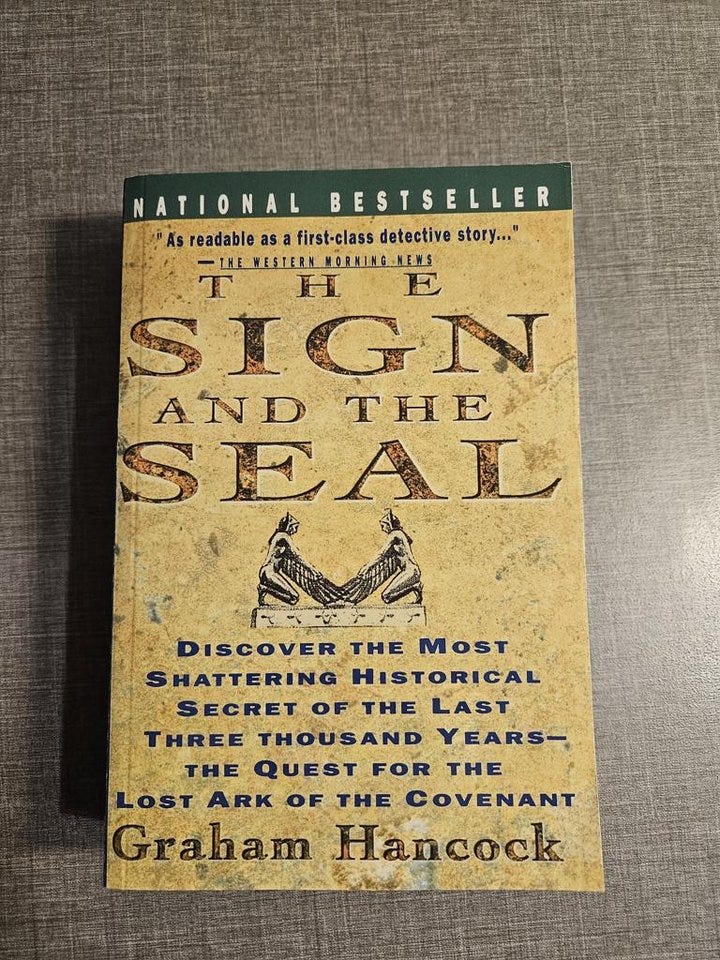 NATIONAL BESTSELLER
"As readable as a first-class detective story..."
—THE WESTERN MORNING NEWS
THE
SIGN
AND THE
SEAL
DISCOVER THE MOST
SHATTERING HISTORICAL
SECRET OF THE LAST
THREE THOUSAND YEARS—
THE QUEST FOR THE
LOST ARK OF THE COVENANT
Graham Hancock